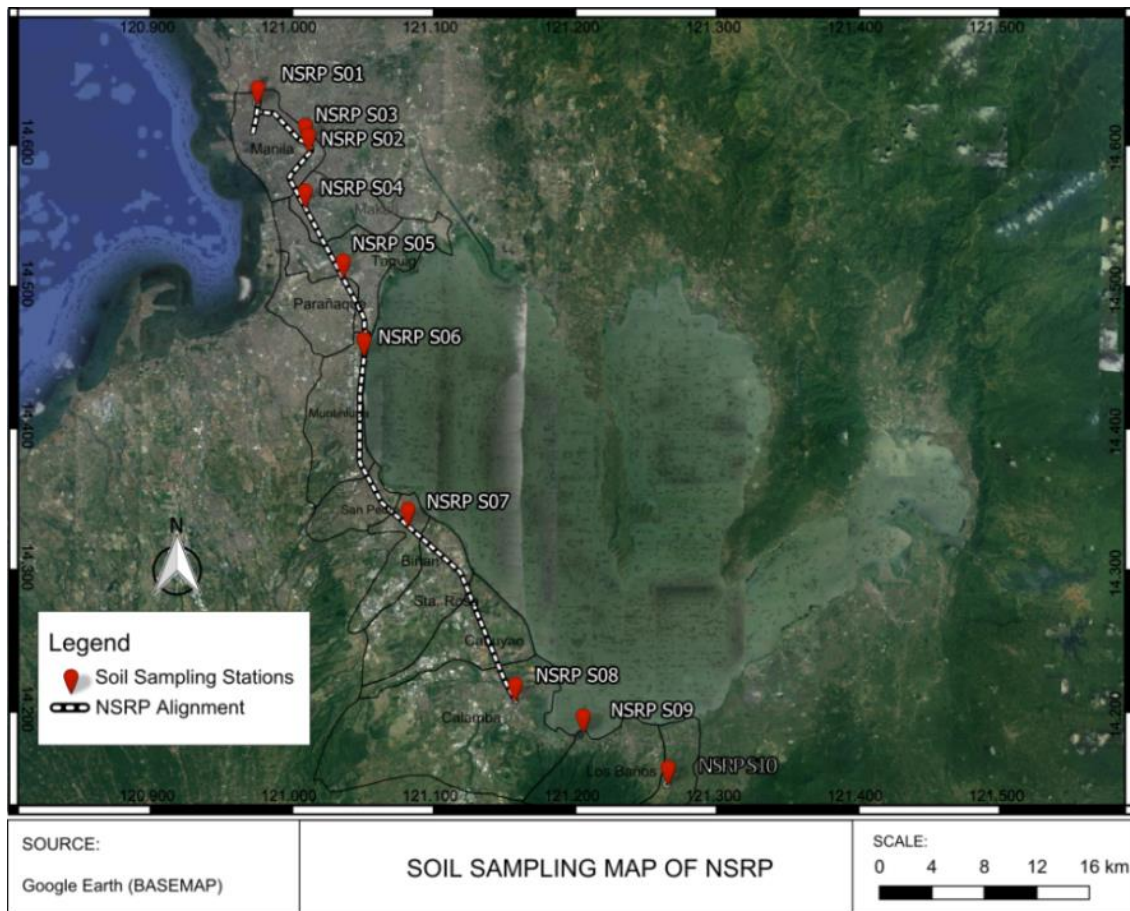 120.900 121.000 121.100 121.200 121.300 121.400 121.500
NSRP S01
NSRP S03
NSRP S02
14.600 14.600
Manila
NSRP S04
Makati
NSRP S05
Taguig
14.500 14.500
Parañaque
NSRP S06
Muntinlupa
14.400 14.400
NSRP S07
San Pedro
N
Biñan
14.300 14.300
Sta. Rosa
Legend
Cabuyao
Soil Sampling Stations
NSRP S08
NSRP Alignment
NSRP S09
14.200 14.200
Calamba
Los Baños
NSRP S10
120.900 121.000 121.100 121.200 121.300 121.400 121.500
SOURCE:
Google Earth (BASEMAP)
SOIL SAMPLING MAP OF NSRP
SCALE:
0 4 8 12 16 km